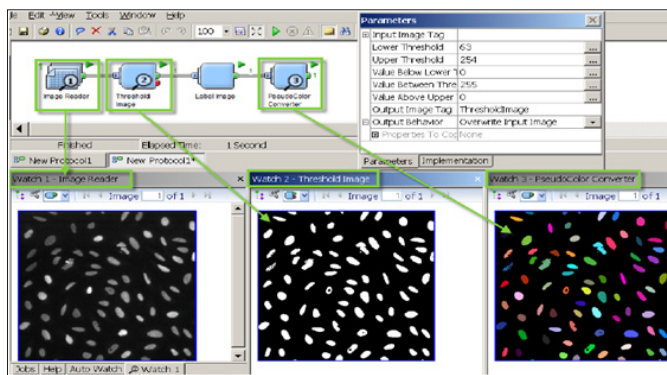 Edit View Tools Window Help
100
Image Reader
Threshold Image
Label Image
PseudoColor Converter
Finished Elapsed Time: 1 Second
New Protocol1 New Protocol1*
Parameters
Input Image Tag
Lower Threshold 63
Upper Threshold 254
Value Below Lower T 0
Value Between Thre 255
Value Above Upper 0
Output Image Tag ThresholdImage
Output Behavior Overwrite Input Image
Properties To Co None
Parameters Implementation
Watch 1 - Image Reader
Image 1 of 1
Watch 2 - Threshold Image
Image 1 of 1
Watch 3 - PseudoColor Converter
Image 1 of 1
Jobs Help Auto Watch Watch 1